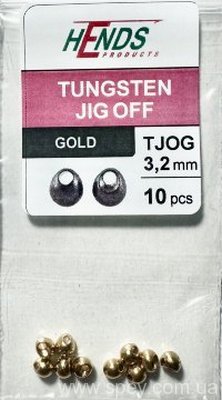 HENDS
PRODUCTS
TUNGSTEN
JIG OFF
GOLD
TJOG
3,2 mm
10 pcs
www.spey.com.ua